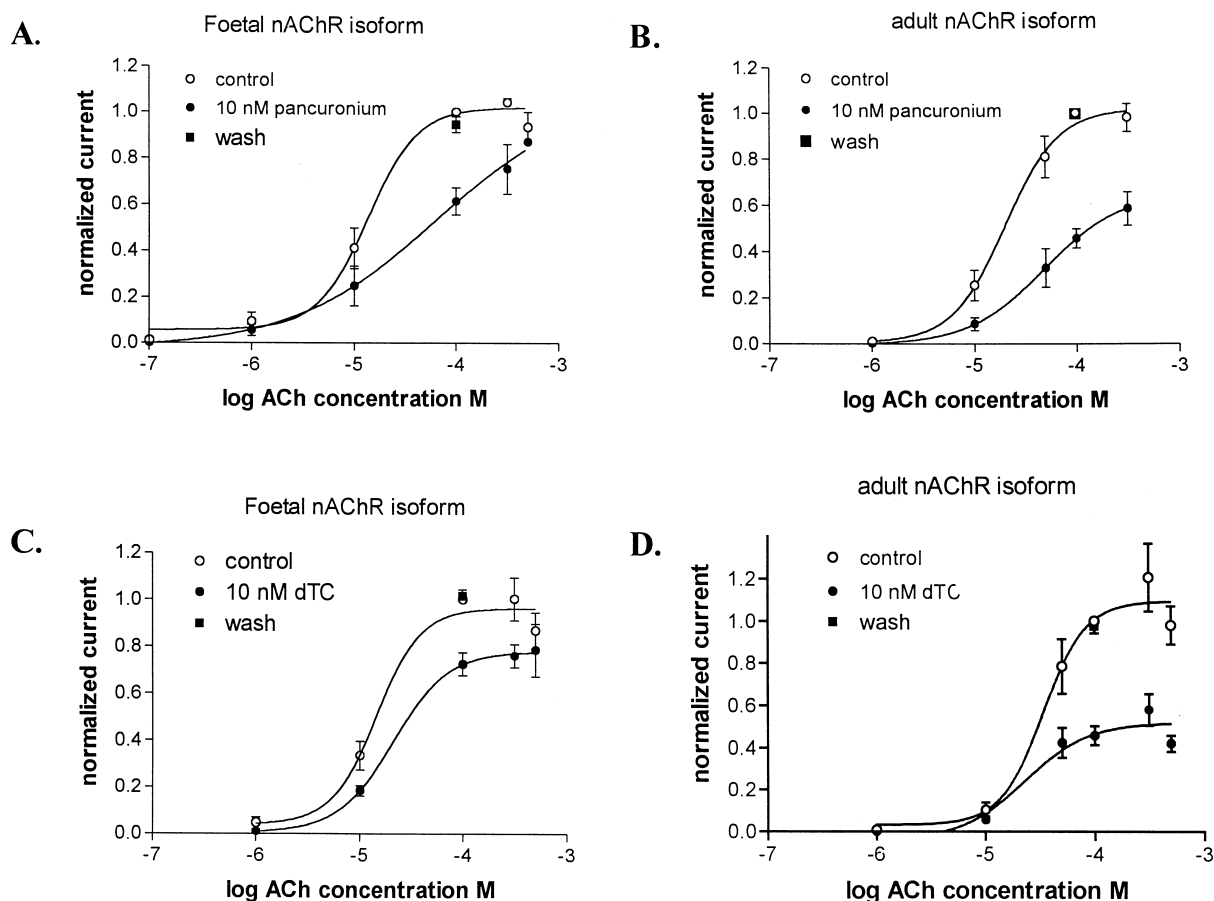 A.
Foetal nAChR isoform
control
10 nM pancuronium
wash
normalized current
1.2
1.0
0.8
0.6
0.4
0.2
0.0
-7
-6
-5
-4
-3
log ACh concentration M
B.
adult nAChR isoform
control
10 nM pancuronium
wash
normalized current
1.2
1.0
0.8
0.6
0.4
0.2
0.0
-7
-6
-5
-4
-3
log ACh concentration M
C.
Foetal nAChR isoform
control
10 nM dTC
wash
normalized current
1.2
1.0
0.8
0.6
0.4
0.2
0.0
-7
-6
-5
-4
-3
log ACh concentration M
D.
adult nAChR isoform
control
10 nM dTC
wash
normalized current
1.2
1.0
0.8
0.6
0.4
0.2
0.0
-7
-6
-5
-4
-3
log ACh concentration M